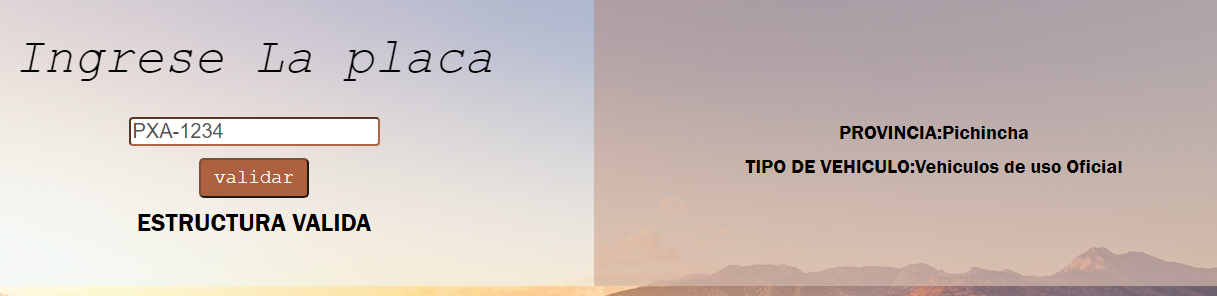 Ingrese La placa
PXA-1234
validar
ESTRUCTURA VALIDA
PROVINCIA:Pichincha
TIPO DE VEHICULO:Vehiculos de uso Oficial